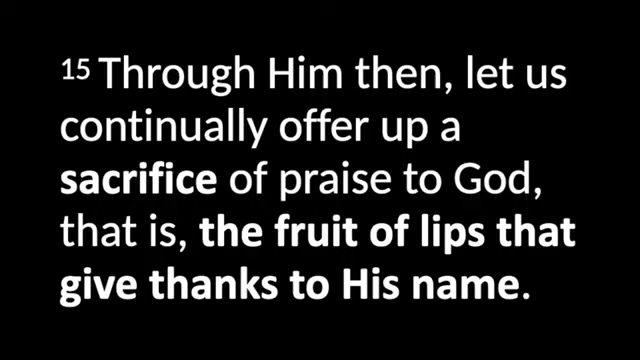 15 Through Him then, let us
continually offer up a
sacrifice of praise to God,
that is, the fruit of lips that
give thanks to His name.